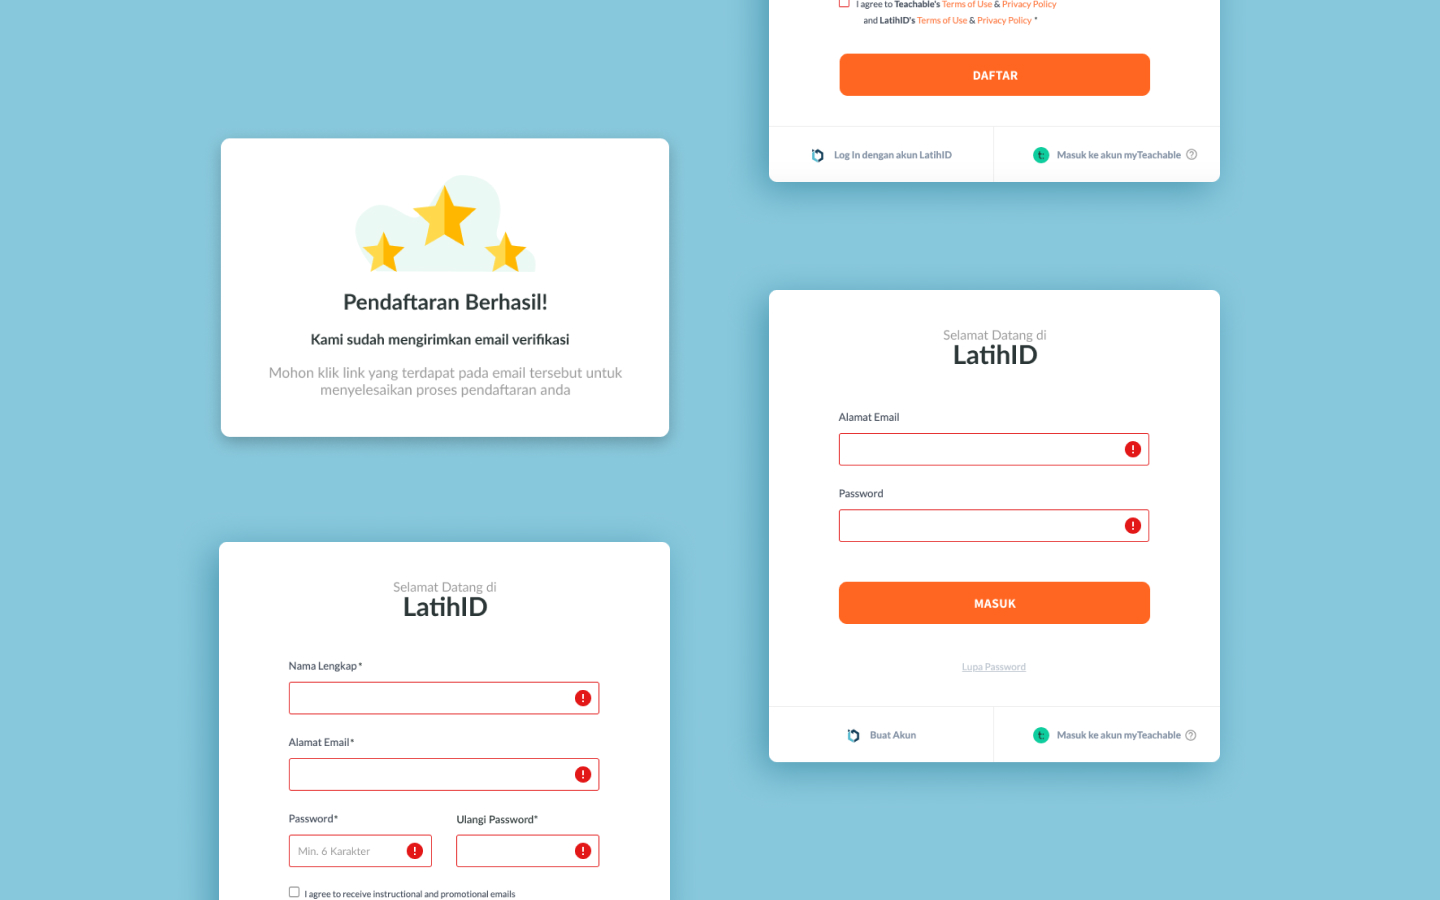 I agree to Teachable's Terms of Use & Privacy Policy
and LatihID's Terms of Use & Privacy Policy *
DAFTAR
Log In dengan akun LatihID
t:
Masuk ke akun myTeachable ?
Pendaftaran Berhasil!
Kami sudah mengirimkan email verifikasi
Mohon klik link yang terdapat pada email tersebut untuk
menyelesaikan proses pendaftaran anda
Selamat Datang di
LatihID
Alamat Email
!
Password
!
MASUK
Lupa Password
Buat Akun
t:
Masuk ke akun myTeachable ?
Selamat Datang di
LatihID
Nama Lengkap*
!
Alamat Email*
!
Password*
Ulangi Password*
Min. 6 Karakter !
!
I agree to receive instructional and promotional emails